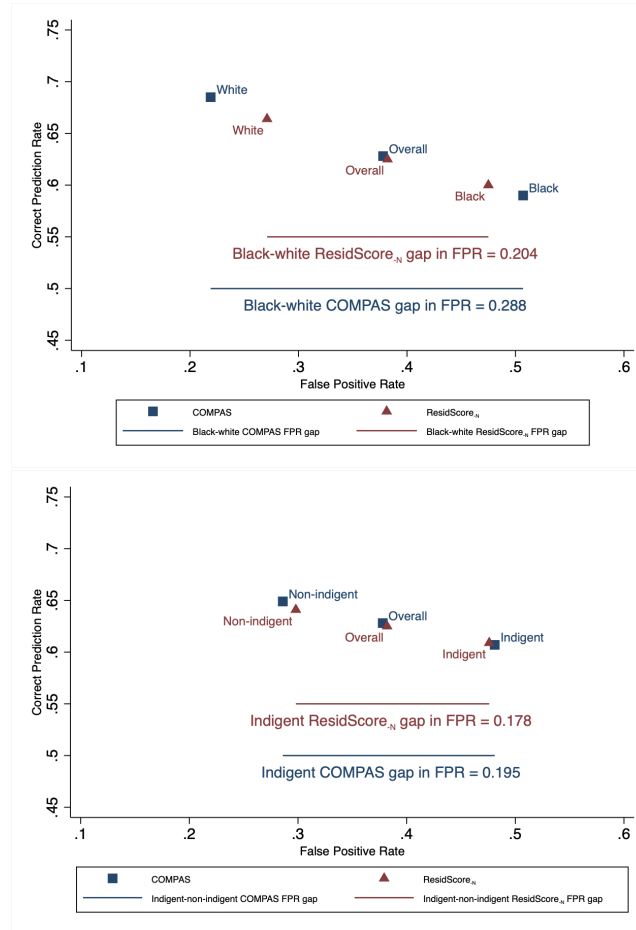 .75
.7
.65
.6
.55
.5
.45
Correct Prediction Rate
White
White
Overall
Overall
Black
Black
Black-white ResidScore-N gap in FPR = 0.204
Black-white COMPAS gap in FPR = 0.288
.1 .2 .3 .4 .5 .6
False Positive Rate
COMPAS ResidScore-N
Black-white COMPAS FPR gap Black-white ResidScore-N FPR gap
.75
.7
.65
.6
.55
.5
.45
Correct Prediction Rate
Non-indigent
Non-indigent
Overall
Overall
Indigent
Indigent
Indigent ResidScore-N gap in FPR = 0.178
Indigent COMPAS gap in FPR = 0.195
.1 .2 .3 .4 .5 .6
False Positive Rate
COMPAS ResidScore-N
Indigent-non-indigent COMPAS FPR gap Indigent-non-indigent ResidScore-N FPR gap